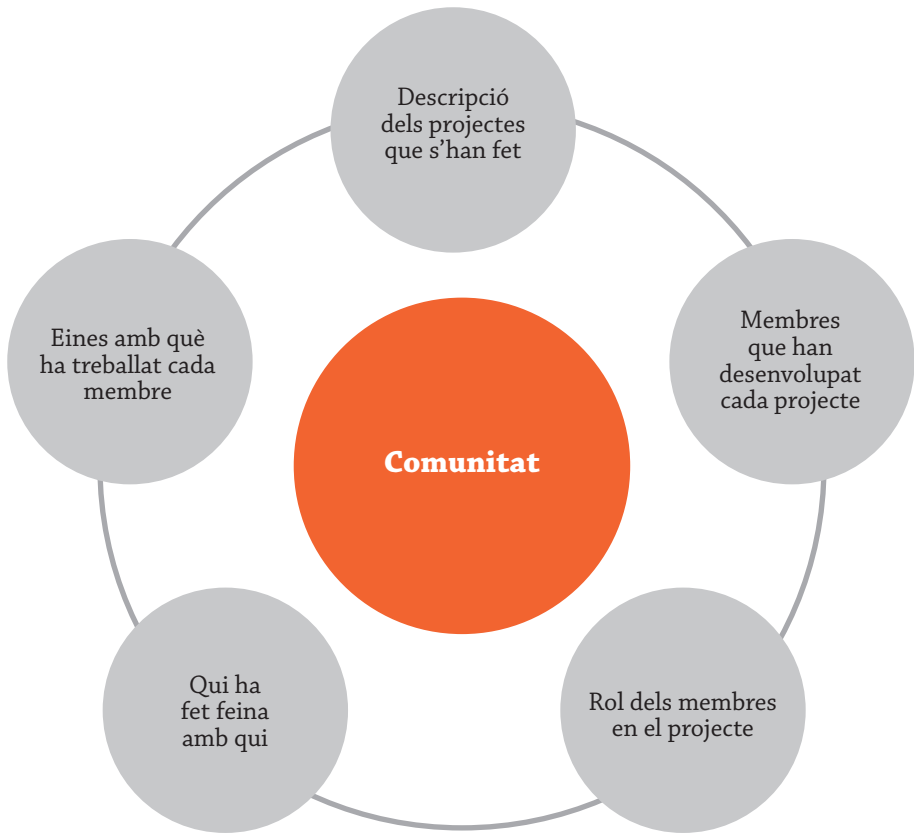 Descripció
dels projectes
que s’han fet
Membres
que han
desenvolupat
cada projecte
Rol dels membres
en el projecte
Qui ha
fet feina
amb qui
Eines amb què
ha treballat cada
membre
Comunitat